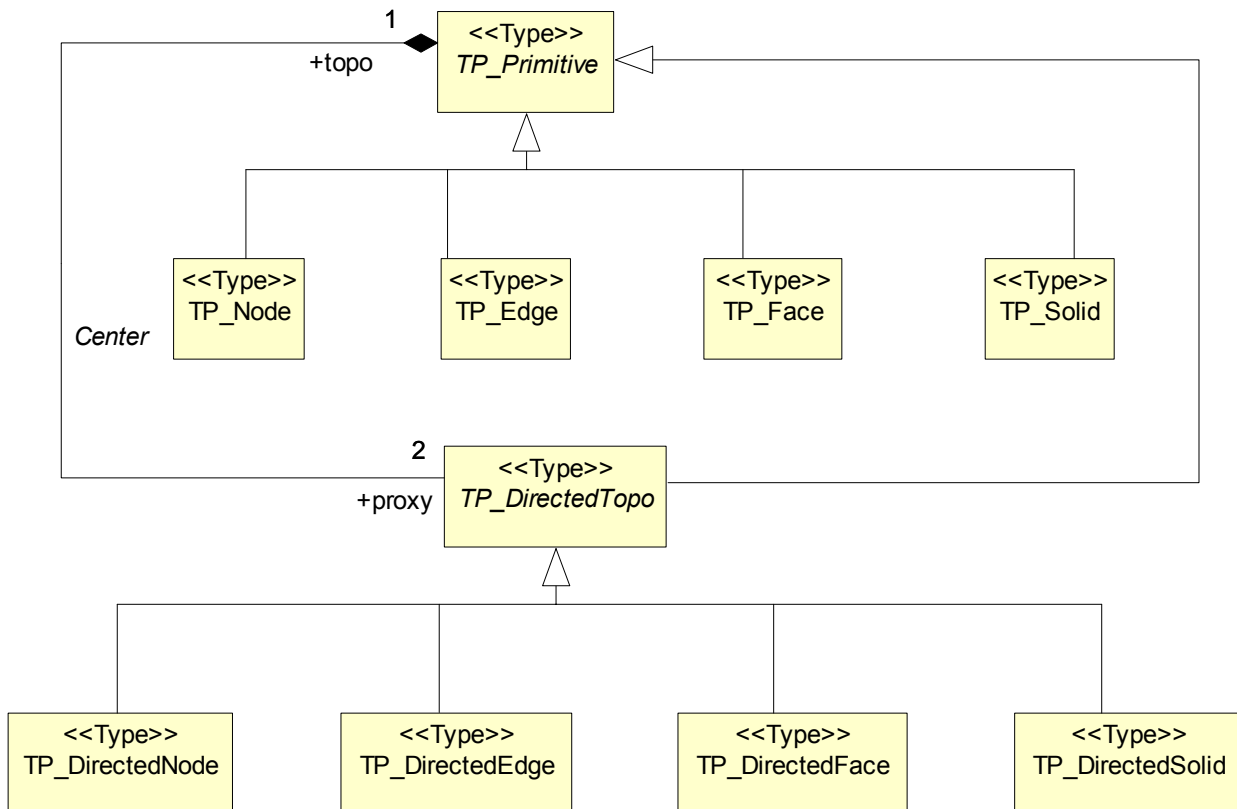 1
<<Type>>
TP_Primitive
+topo
<<Type>>
TP_Node
<<Type>>
TP_Edge
<<Type>>
TP_Face
<<Type>>
TP_Solid
Center
2
<<Type>>
TP_DirectedTopo
+proxy
<<Type>>
TP_DirectedNode
<<Type>>
TP_DirectedEdge
<<Type>>
TP_DirectedFace
<<Type>>
TP_DirectedSolid